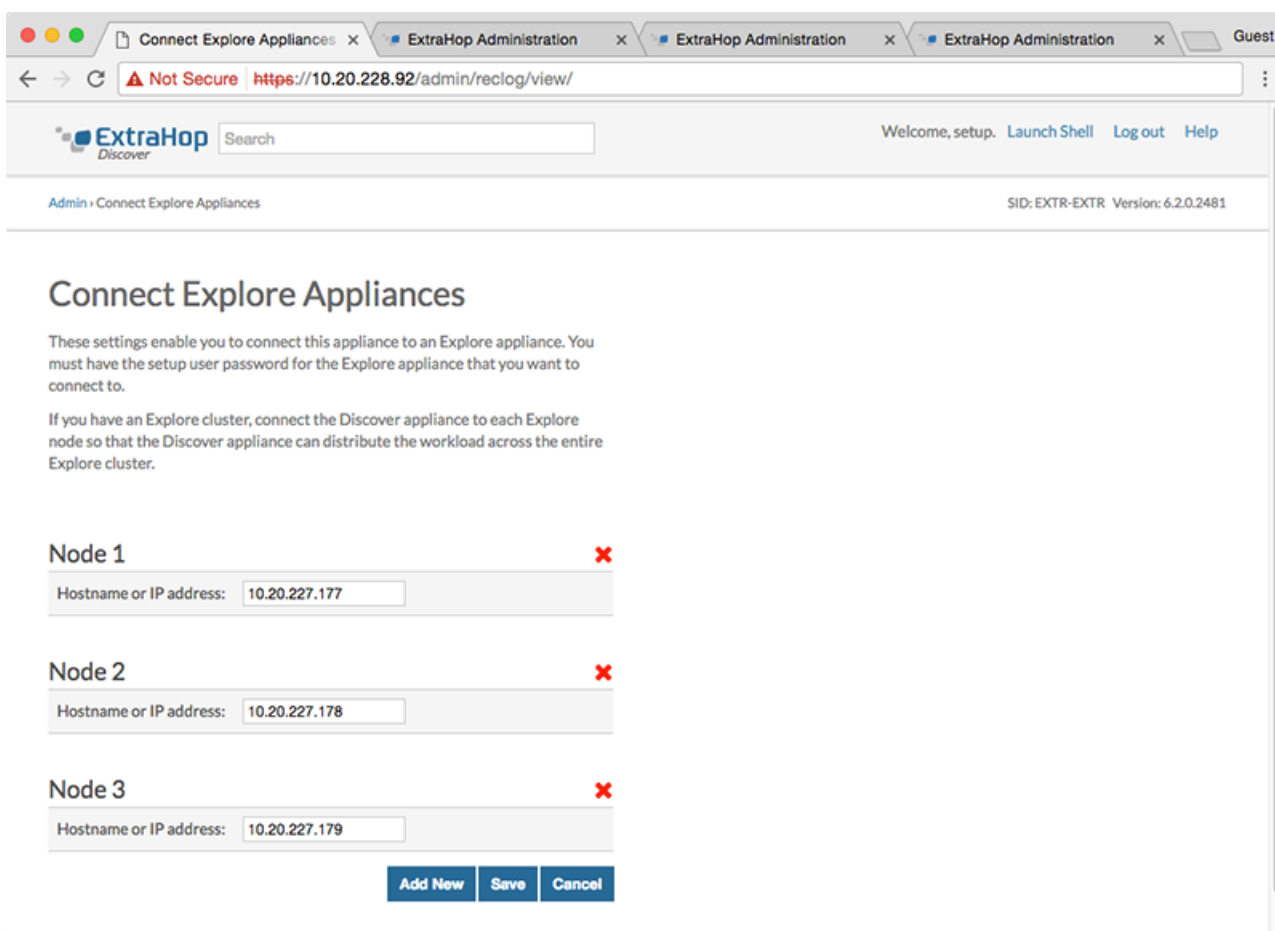 Connect Explore Appliances
ExtraHop Administration
ExtraHop Administration
ExtraHop Administration
Guest
Not Secure https://10.20.228.92/admin/reclog/view/
ExtraHop
Discover
Search
Welcome, setup. Launch Shell Log out Help
Admin › Connect Explore Appliances
SID: EXTR-EXTR Version: 6.2.0.2481
Connect Explore Appliances
These settings enable you to connect this appliance to an Explore appliance. You
must have the setup user password for the Explore appliance that you want to
connect to.
If you have an Explore cluster, connect the Discover appliance to each Explore
node so that the Discover appliance can distribute the workload across the entire
Explore cluster.
Node 1
Hostname or IP address: 10.20.227.177
Node 2
Hostname or IP address: 10.20.227.178
Node 3
Hostname or IP address: 10.20.227.179
Add New Save Cancel